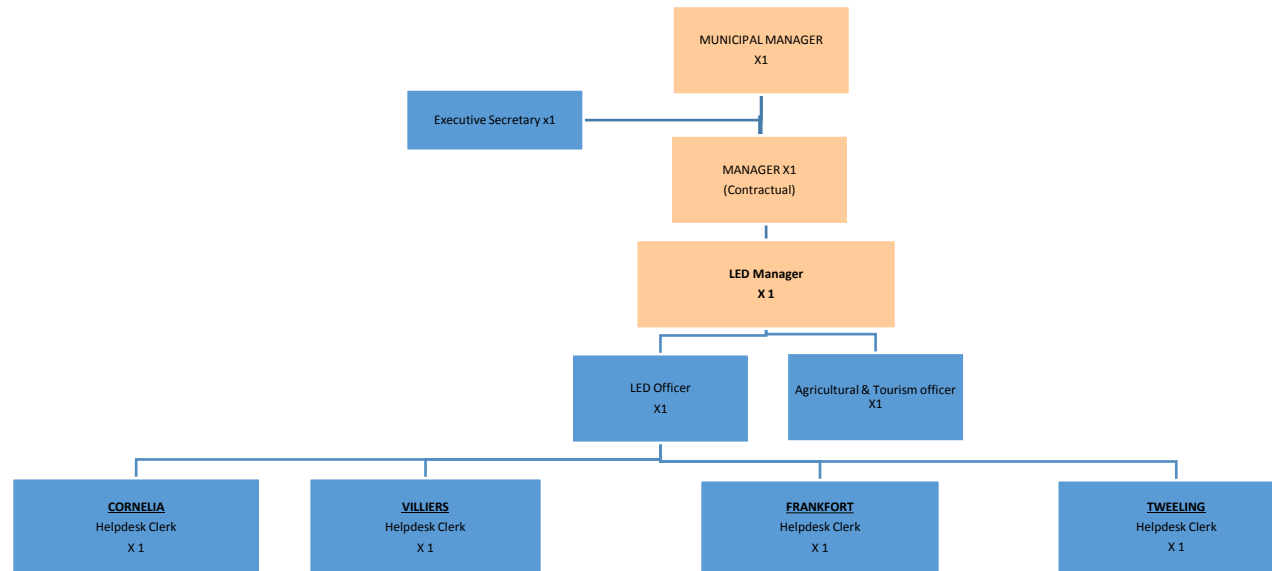 MUNICIPAL MANAGER
X1
Executive Secretary x1
MANAGER X1
(Contractual)
LED Manager
X 1
LED Officer
X1
Agricultural & Tourism officer
X1
CORNELIA
Helpdesk Clerk
X 1
VILLIERS
Helpdesk Clerk
X 1
FRANKFORT
Helpdesk Clerk
X 1
TWEELING
Helpdesk Clerk
X 1